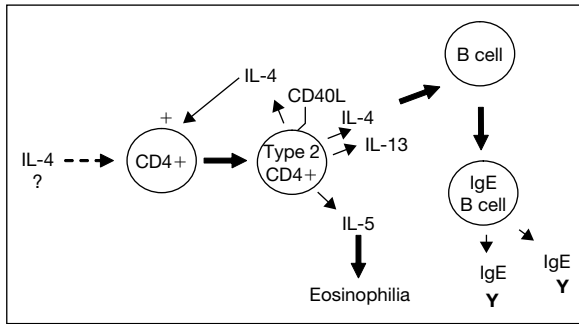 B cell
IL-4
CD40L
+
IL-4
IL-13
IL-4
?
CD4+
Type 2
CD4+
IgE
B cell
IL-5
Eosinophilia
IgE
Y
IgE
Y